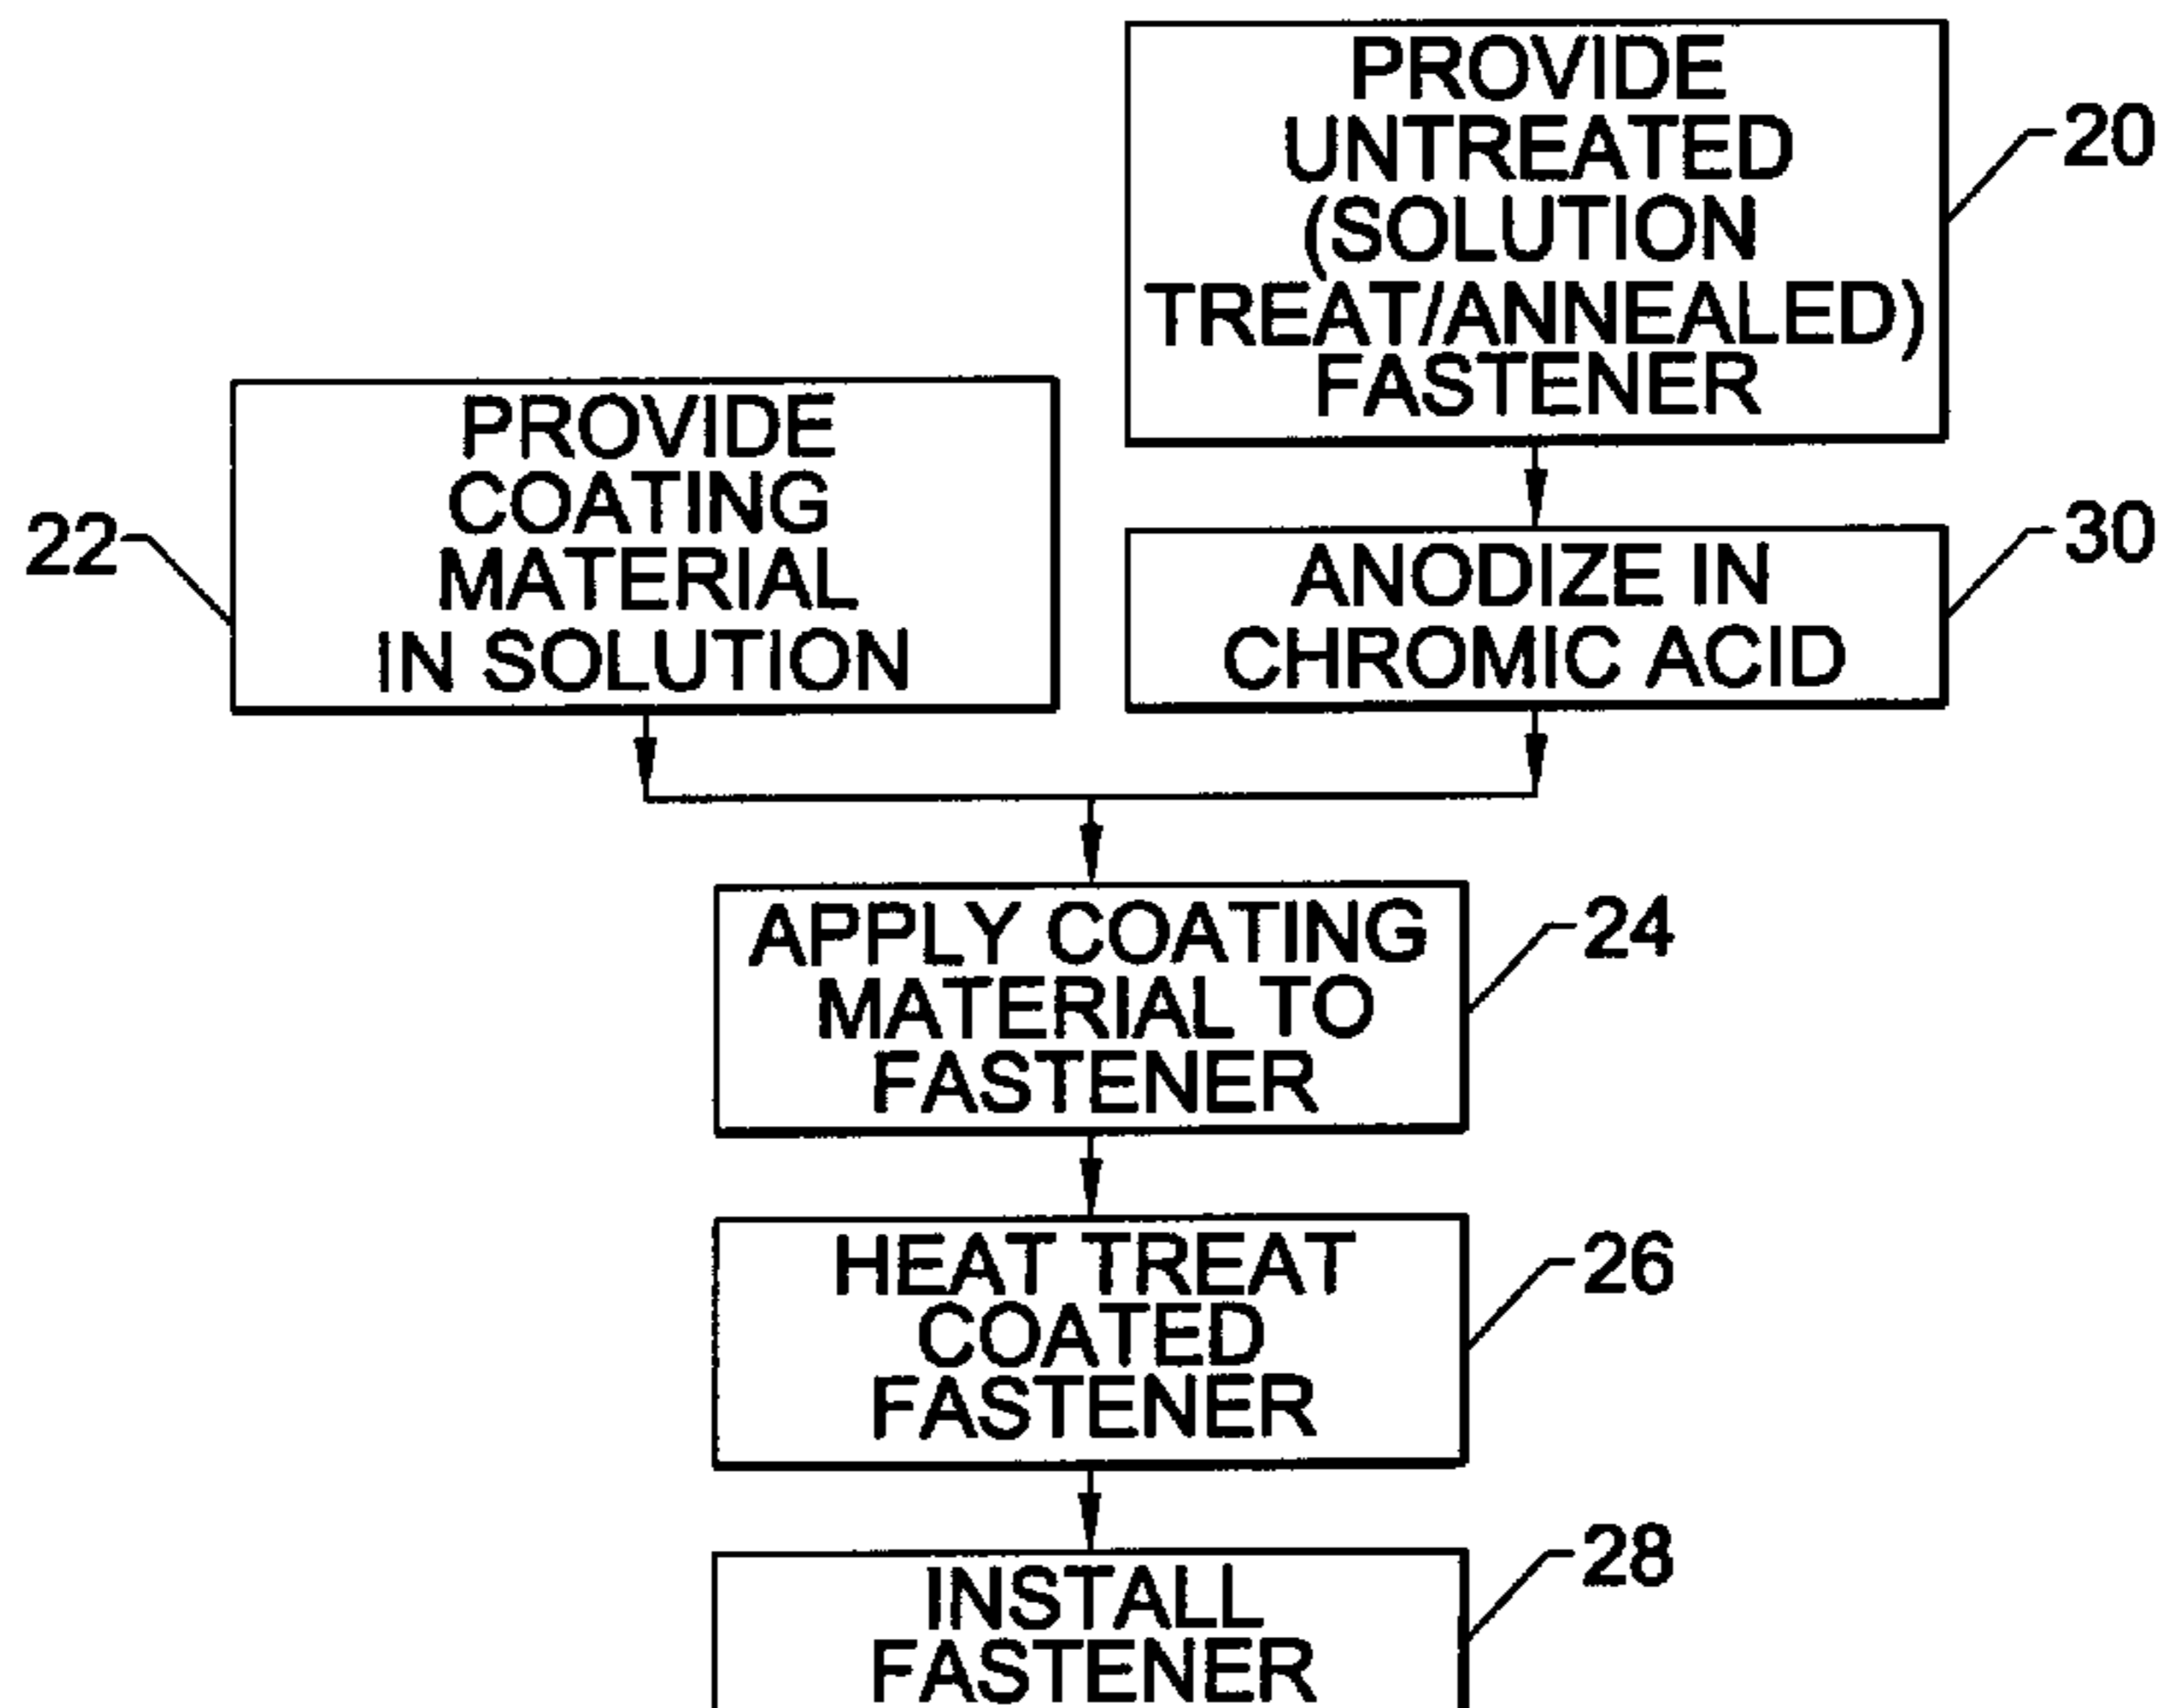 PROVIDE
UNTREATED
(SOLUTION
TREAT/ANNEALED)
FASTENER
20
PROVIDE
COATING
MATERIAL
IN SOLUTION
22
ANODIZE IN
CHROMIC ACID
30
APPLY COATING
MATERIAL TO
FASTENER
24
HEAT TREAT
COATED
FASTENER
26
INSTALL
FASTENER
28